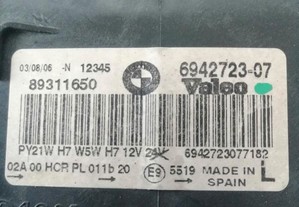 03/08/06 -N 12345
6942723-07
89311650
Valeo
PY21W H7 W5W H7 12V 24V 6942723077182
02A 00 HCR PL 011b 20 E9 5519 MADE IN SPAIN L